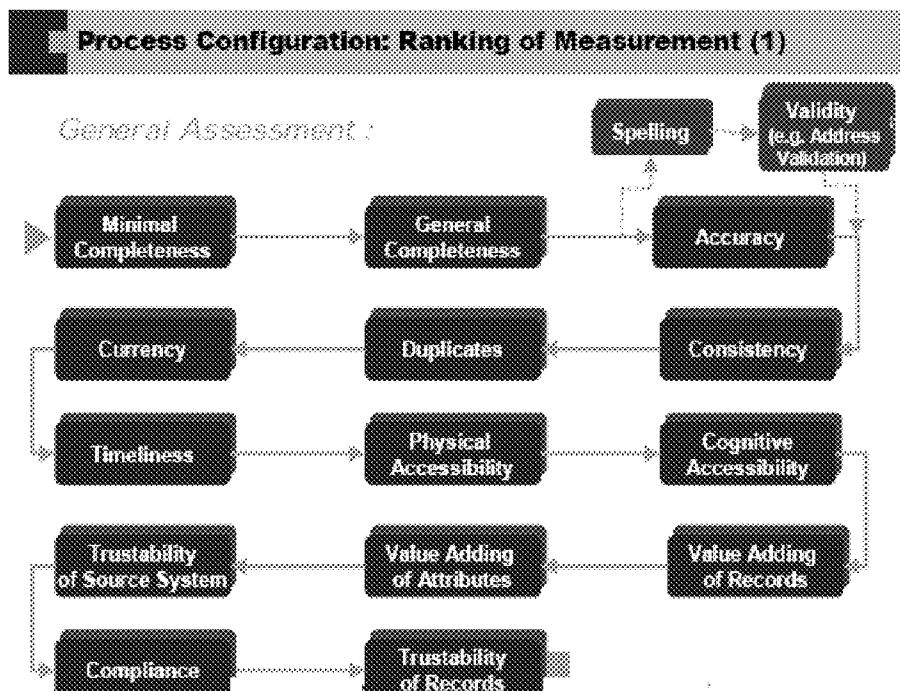 Process Configuration: Ranking of Measurement (1)
General Assessment :
Spelling
Validity
(e.g. Address
Validation)
Minimal
Completeness
General
Completeness
Accuracy
Currency
Duplicates
Consistency
Timeliness
Physical
Accessibility
Cognitive
Accessibility
Trustability
of Source System
Value Adding
of Attributes
Value Adding
of Records
Compliance
Trustability
of Records